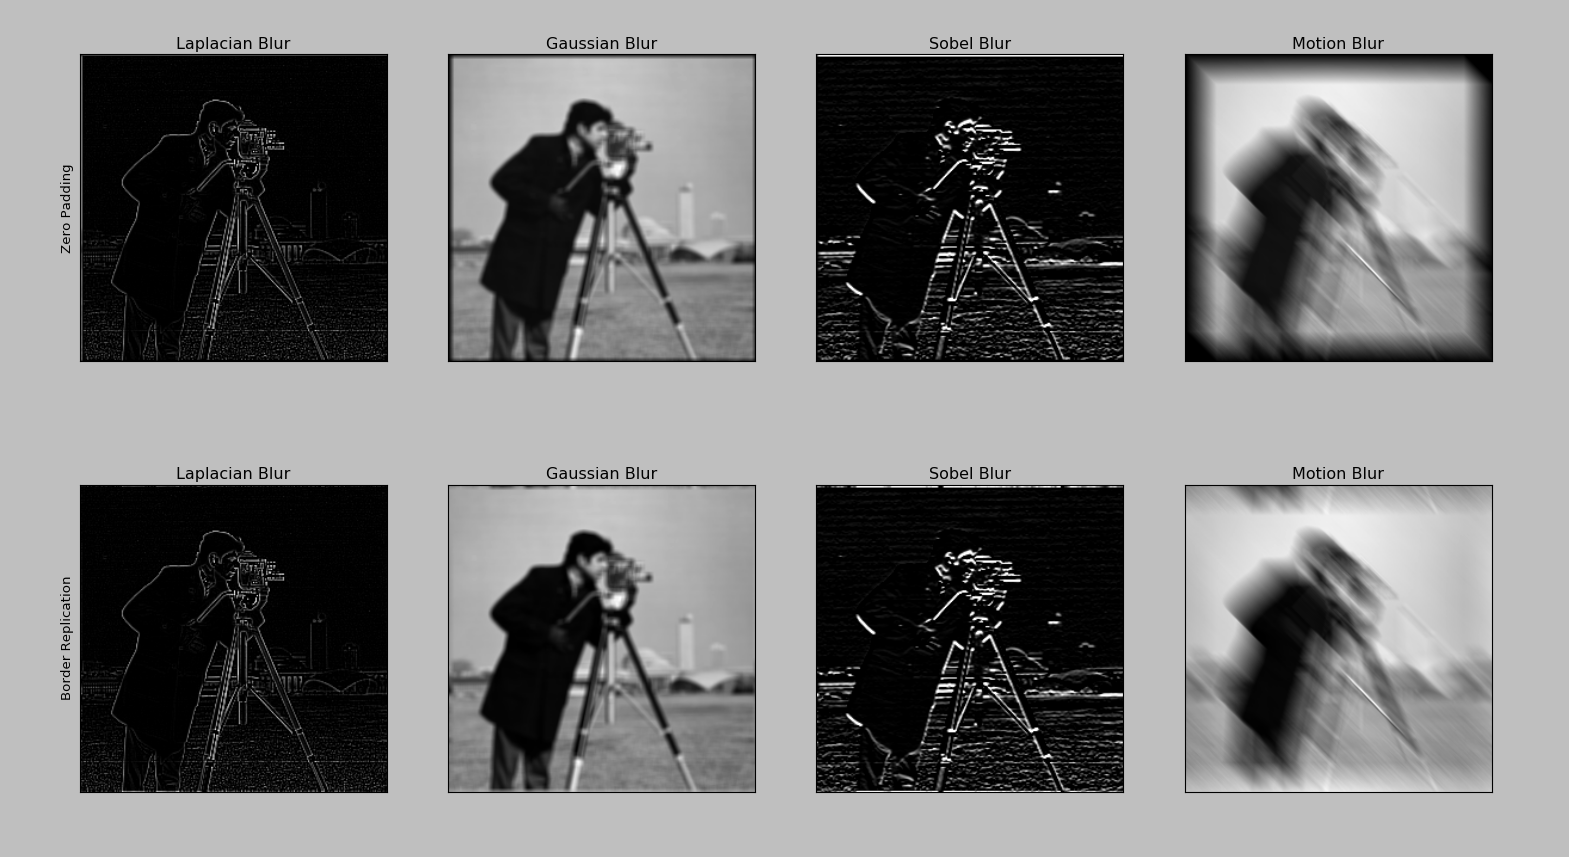 Laplacian Blur
Gaussian Blur
Sobel Blur
Motion Blur
Zero Padding
Laplacian Blur
Gaussian Blur
Sobel Blur
Motion Blur
Border Replication